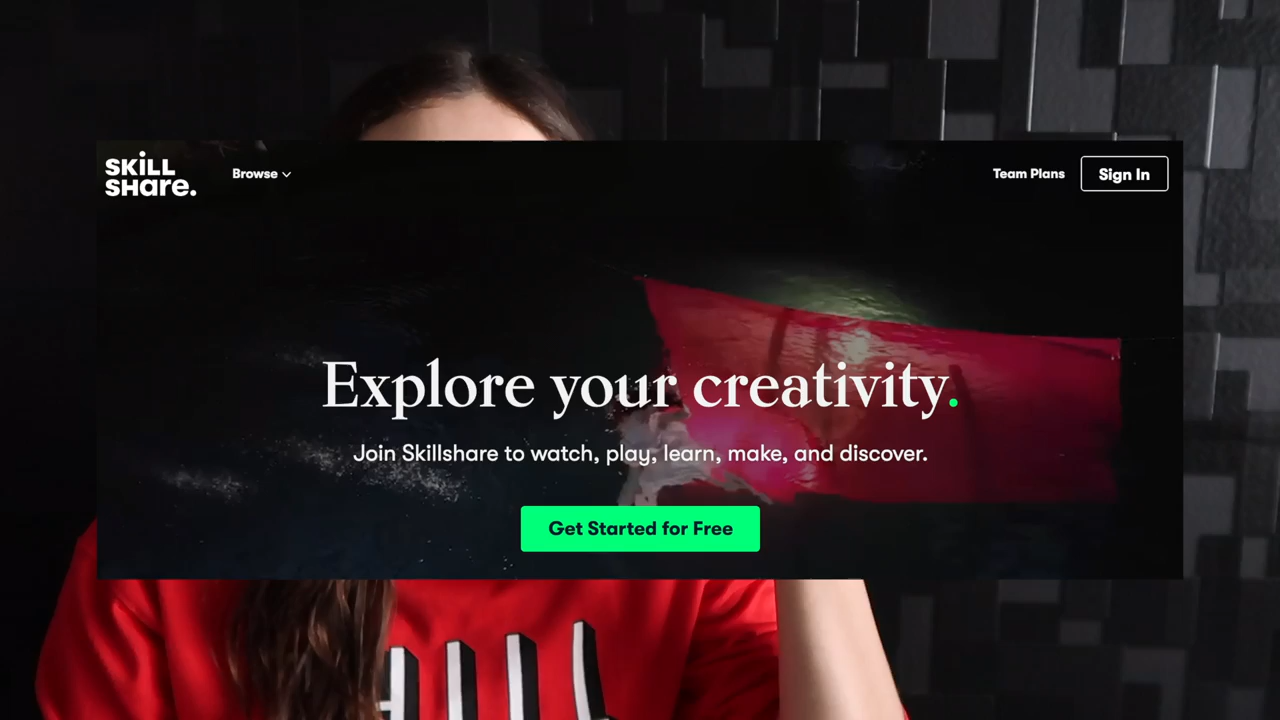 SKiLL
SHare.
Browse
Team Plans
Sign In
Explore your creativity.
Join Skillshare to watch, play, learn, make, and discover.
Get Started for Free